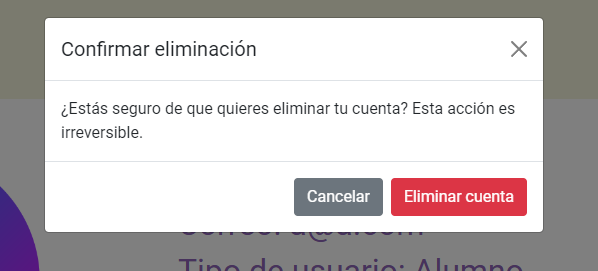 Confirmar eliminación
¿Estás seguro de que quieres eliminar tu cuenta? Esta acción es
irreversible.
Cancelar
Eliminar cuenta
Tipo de usuario: Alumno